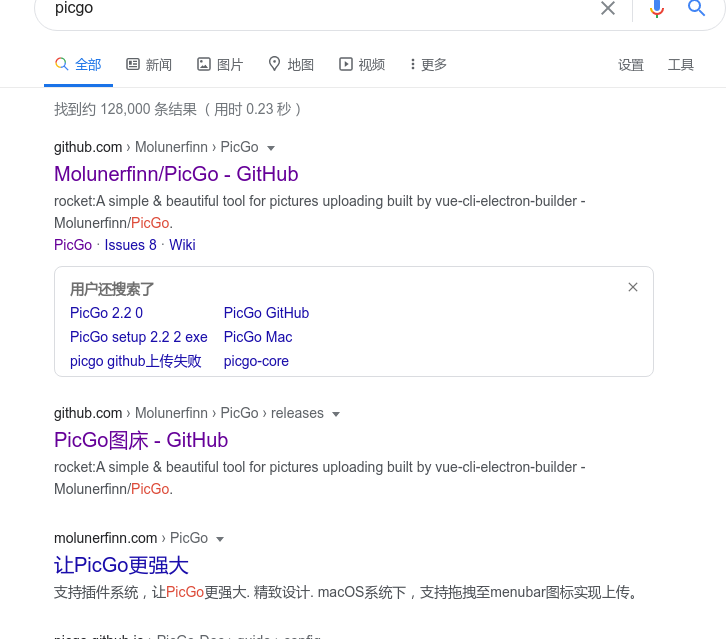 picgo
全部 新闻 图片 地图 视频 更多 设置 工具
找到约 128,000 条结果（用时 0.23 秒）
github.com › Molunerfinn › PicGo
Molunerfinn/PicGo - GitHub
rocket:A simple & beautiful tool for pictures uploading built by vue-cli-electron-builder -
Molunerfinn/PicGo.
PicGo · Issues 8 · Wiki
用户还搜索了
PicGo 2.2 0 PicGo GitHub
PicGo setup 2.2 2 exe PicGo Mac
picgo github上传失败 picgo-core
github.com › Molunerfinn › PicGo › releases
PicGo图床 - GitHub
rocket:A simple & beautiful tool for pictures uploading built by vue-cli-electron-builder -
Molunerfinn/PicGo.
molunerfinn.com › PicGo
让PicGo更强大
支持插件系统，让PicGo更强大. 精致设计. macOS系统下，支持拖拽至menubar图标实现上传。